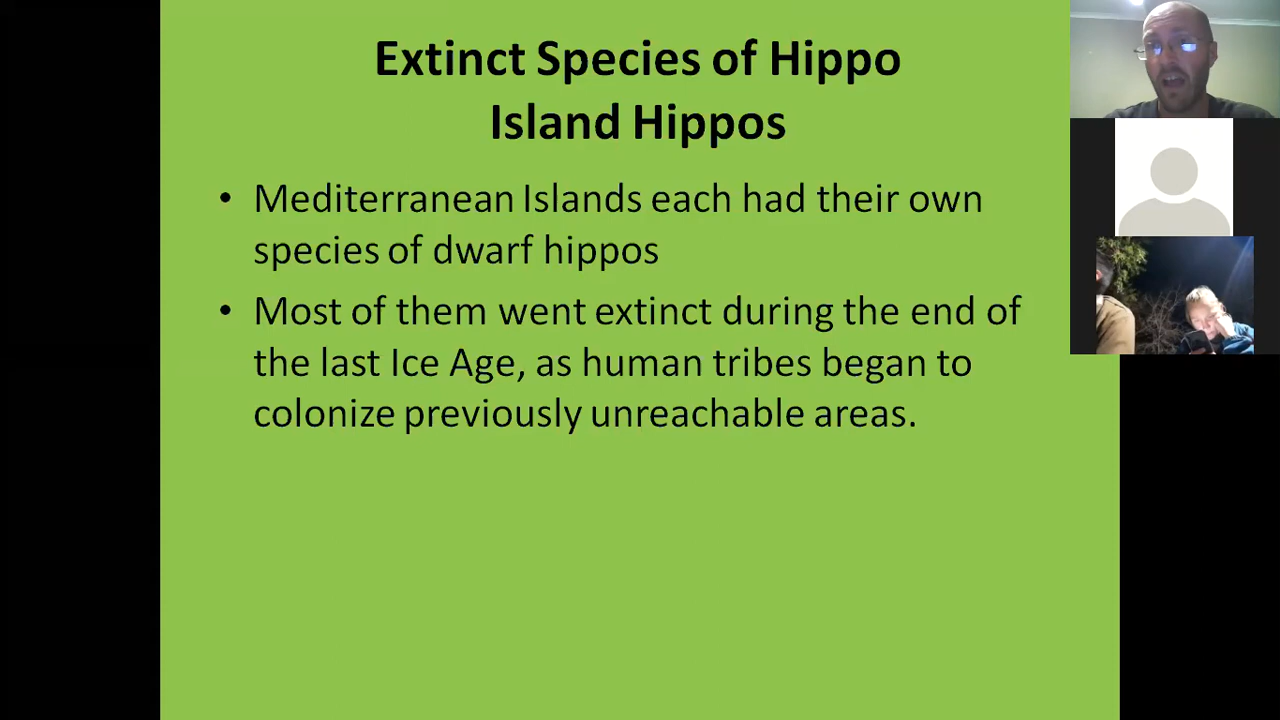 Extinct Species of Hippo
Island Hippos
• Mediterranean Islands each had their own
species of dwarf hippos
• Most of them went extinct during the end of
the last Ice Age, as human tribes began to
colonize previously unreachable areas.